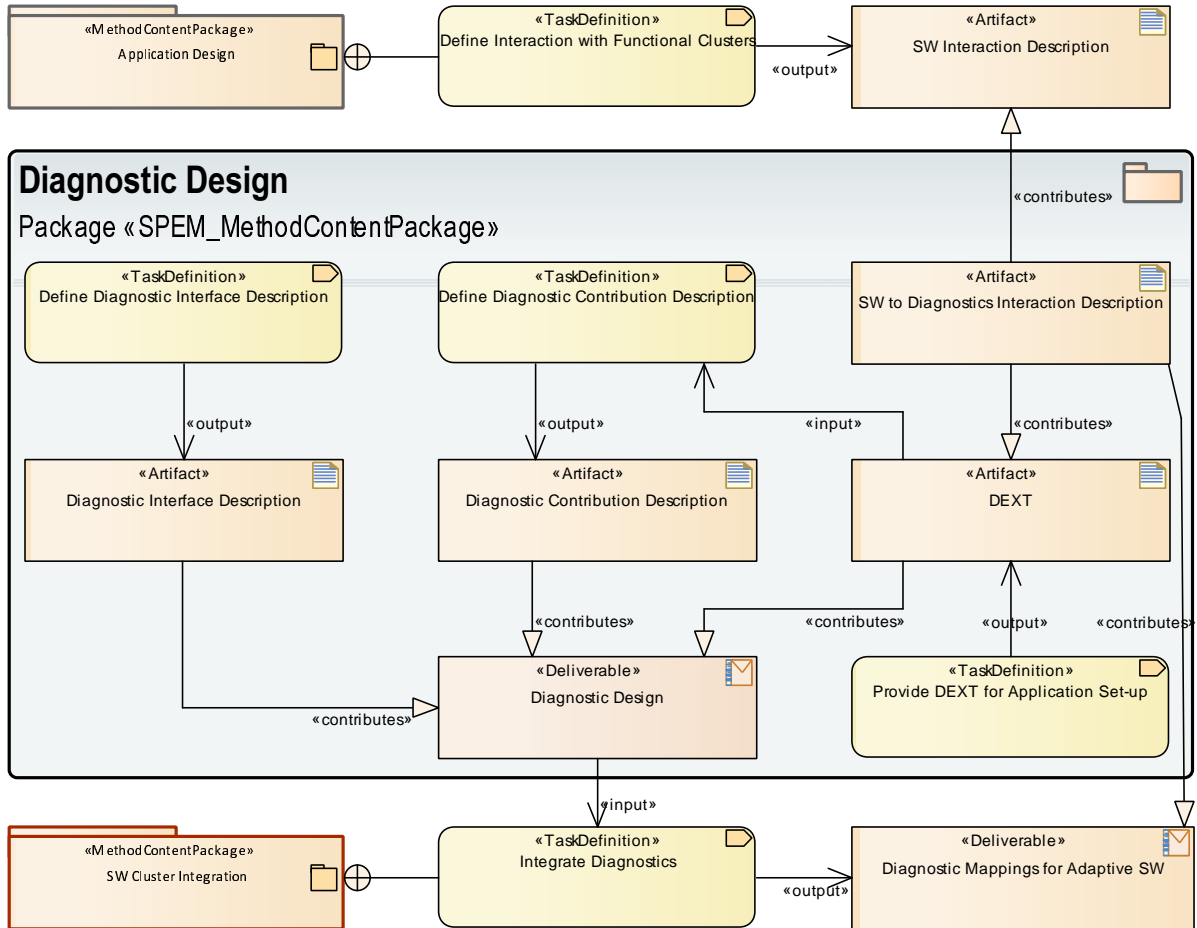 «MethodContentPackage»
Application Design
«TaskDefinition»
Define Interaction with Functional Clusters
«output»
«Artifact»
SW Interaction Description
Diagnostic Design
Package «SPEM_MethodContentPackage»
«contributes»
«TaskDefinition»
Define Diagnostic Interface Description
«TaskDefinition»
Define Diagnostic Contribution Description
«Artifact»
SW to Diagnostics Interaction Description
«output»
«output»
«input»
«contributes»
«Artifact»
Diagnostic Interface Description
«Artifact»
Diagnostic Contribution Description
«Artifact»
DEXT
«contributes»
«contributes»
«output»
«contributes»
«contributes»
«Deliverable»
Diagnostic Design
«TaskDefinition»
Provide DEXT for Application Set-up
«input»
«MethodContentPackage»
SW Cluster Integration
«TaskDefinition»
Integrate Diagnostics
«output»
«Deliverable»
Diagnostic Mappings for Adaptive SW